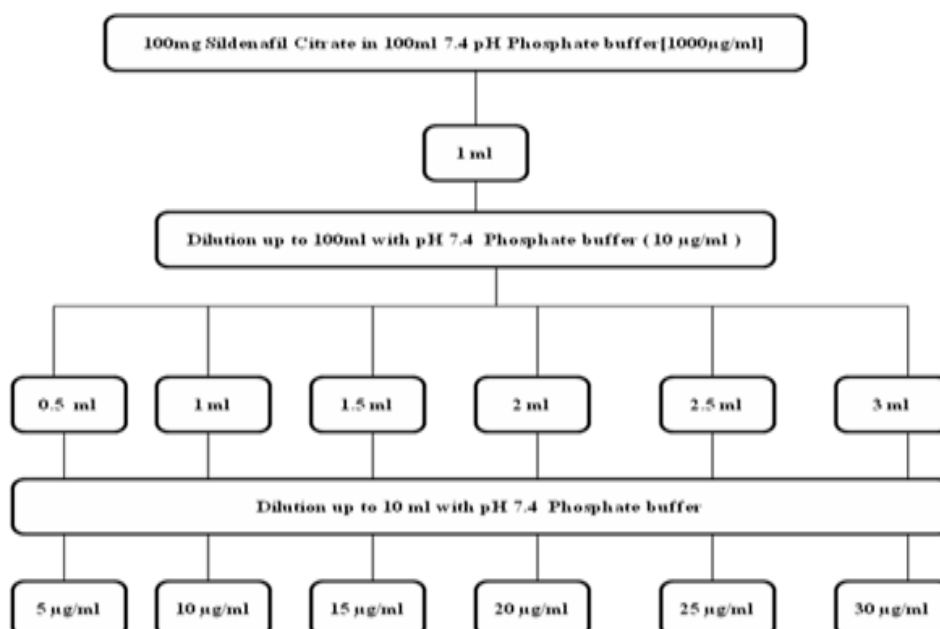 100mg Sildenafil Citrate in 100ml 7.4 pH Phosphate buffer[1000µg/ml]
1 ml
Dilution up to 100ml with pH 7.4 Phosphate buffer ( 10 µg/ml )
0.5 ml
1 ml
1.5 ml
2 ml
2.5 ml
3 ml
Dilution up to 10 ml with pH 7.4 Phosphate buffer
5 µg/ml
10 µg/ml
15 µg/ml
20 µg/ml
25 µg/ml
30 µg/ml